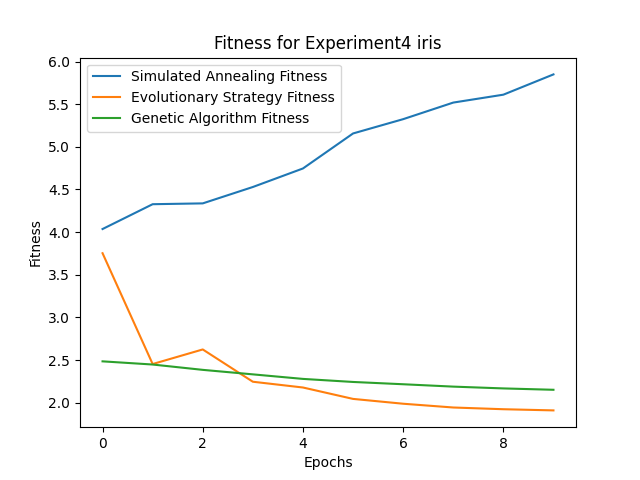 Fitness for Experiment4 iris
Simulated Annealing Fitness
Evolutionary Strategy Fitness
Genetic Algorithm Fitness
Fitness
6.0
5.5
5.0
4.5
4.0
3.5
3.0
2.5
2.0
0 2 4 6 8
Epochs